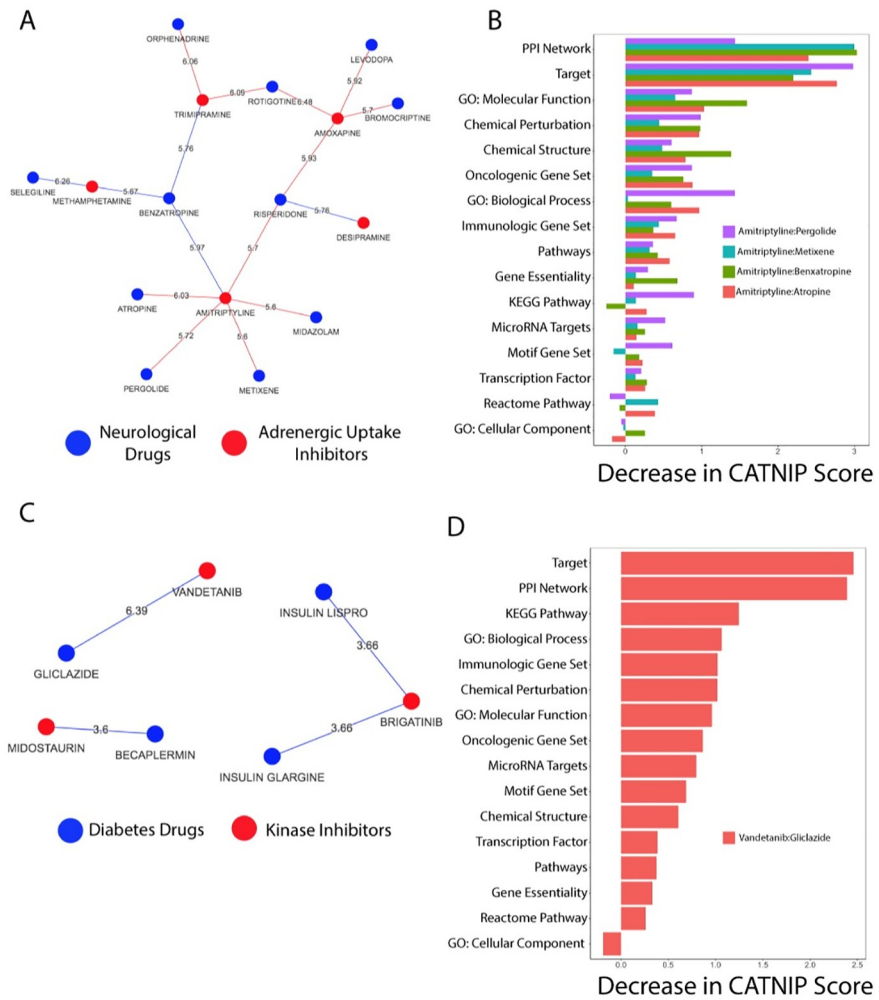 A
ORPHENADRINE
LEVODOPA
6.06
5.92
6.09
ROTIGOTINE
6.48
5.7
BROMOCRIPTINE
TRIMIPRAMINE
AMOXAPINE
5.76
5.93
6.26
SELEGILINE
METHAMPHETAMINE
5.67
BENZATROPINE
RISPERIDONE
5.76
DESIPRAMINE
5.97
5.7
ATROPINE
6.03
AMITRIPTYLINE
5.6
MIDAZOLAM
5.72
5.6
PERGOLIDE
METIXENE
Neurological
Drugs
Adrenergic Uptake
Inhibitors
B
PPI Network
Target
GO: Molecular Function
Chemical Perturbation
Chemical Structure
Oncologenic Gene Set
GO: Biological Process
Immunologic Gene Set
Pathways
Gene Essentiality
KEGG Pathway
MicroRNA Targets
Motif Gene Set
Transcription Factor
Reactome Pathway
GO: Cellular Component
Amitriptyline:Pergolide
Amitriptyline:Metixene
Amitriptyline:Benxatropine
Amitriptyline:Atropine
0 1 2 3
Decrease in CATNIP Score
C
VANDETANIB
INSULIN LISPRO
6.39
3.66
GLICLAZIDE
BRIGATINIB
3.6
MIDOSTAURIN
BECAPLERMIN
3.66
INSULIN GLARGINE
Diabetes Drugs
Kinase Inhibitors
D
Target
PPI Network
KEGG Pathway
GO: Biological Process
Immunologic Gene Set
Chemical Perturbation
GO: Molecular Function
Oncologenic Gene Set
MicroRNA Targets
Motif Gene Set
Chemical Structure
Transcription Factor
Pathways
Gene Essentiality
Reactome Pathway
GO: Cellular Component
Vandetanib:Gliclazide
0.0 0.5 1.0 1.5 2.0 2.5
Decrease in CATNIP Score